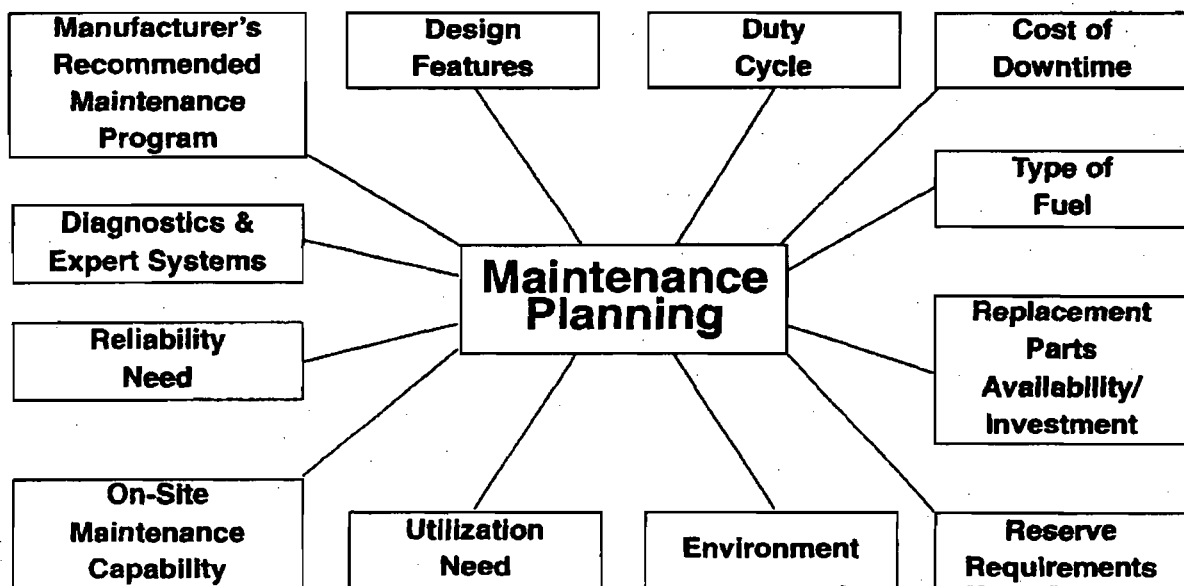 Manufacturer's
Recommended
Maintenance
Program
Design
Features
Duty
Cycle
Cost of
Downtime
Type of
Fuel
Diagnostics &
Expert Systems
Maintenance
Planning
Reliability
Need
Replacement
Parts
Availability/
Investment
On-Site
Maintenance
Capability
Utilization
Need
Environment
Reserve
Requirements